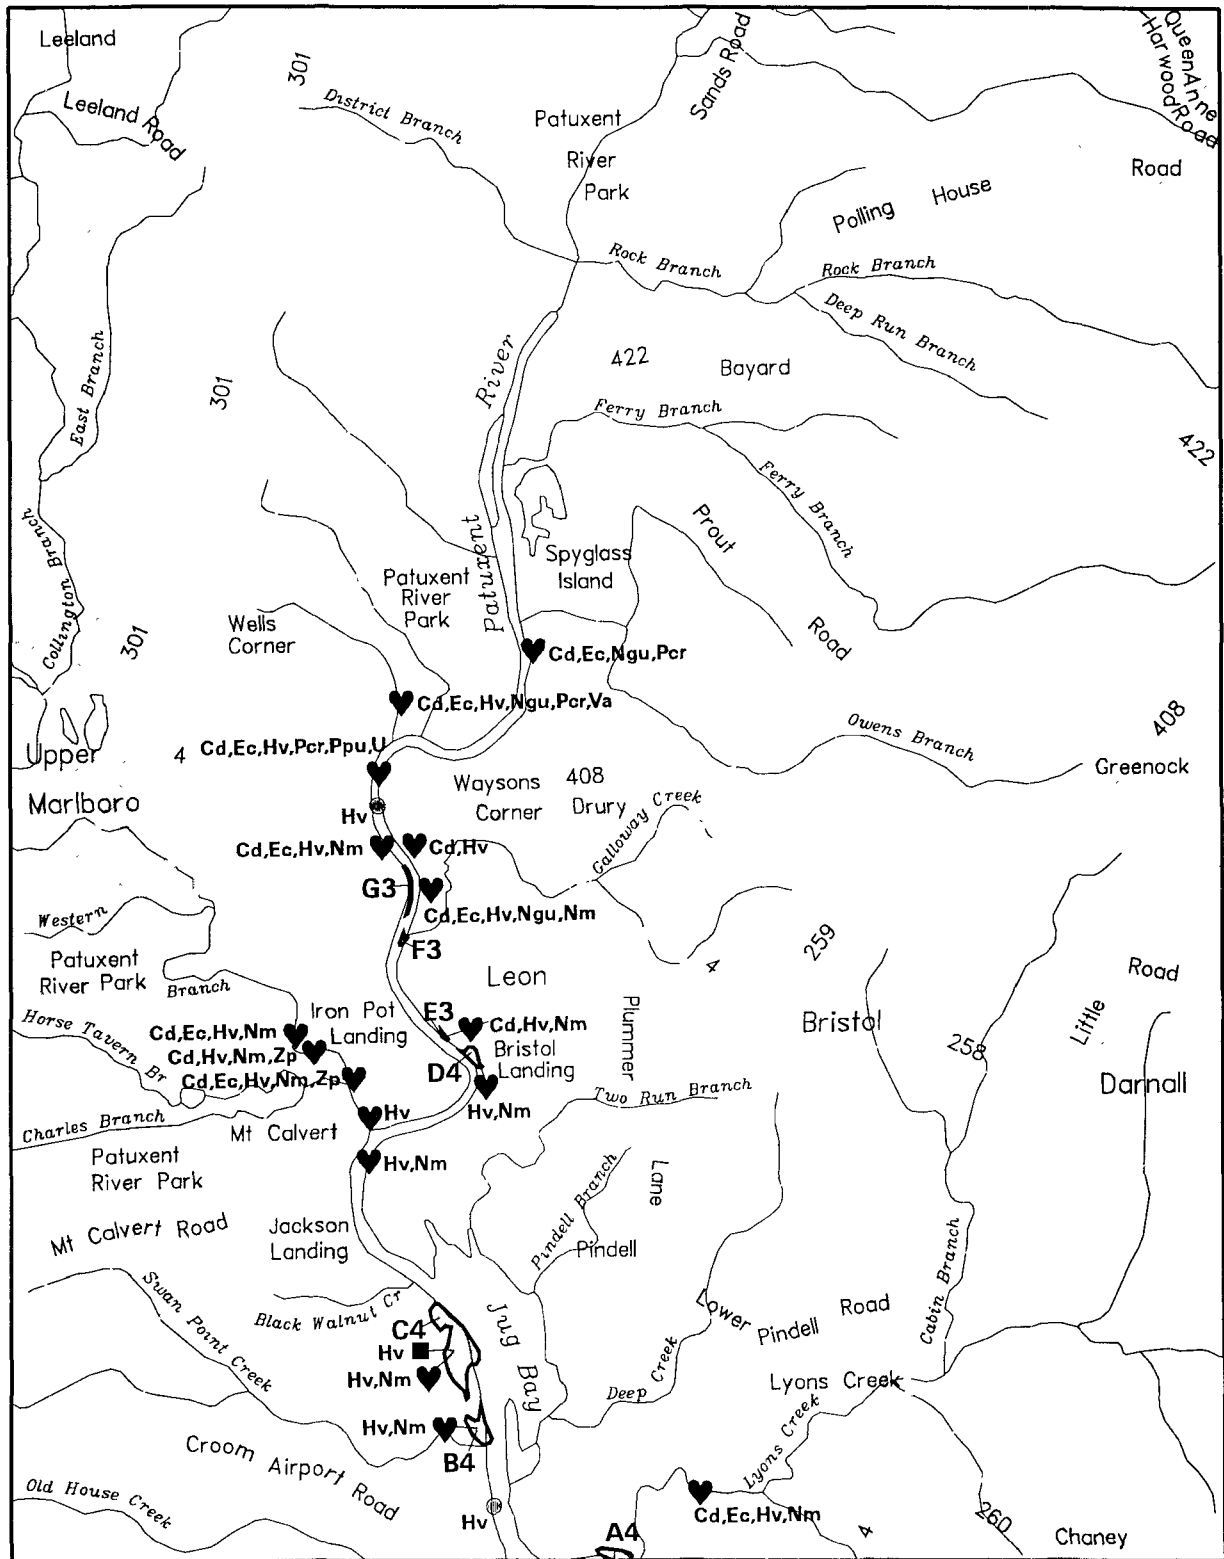 Leeland
301
Sands Road
QueenAnne
HarwoodRoad
Leeland Road
District Branch
Patuxent
River
Park
Road
Polling House
Rock Branch
Rock Branch
Deep Run Branch
East Branch
301
River
422
Bayard
Ferry Branch
422
Ferry Branch
Collington Branch
Patuxent
Prout
Spyglass
Island
Patuxent
River
Park
Wells
Corner
301
Road
Cd,Ec,Ngu,Pcr
Cd,Ec,Hv,Ngu,Pcr,Va
408
Owens Branch
Upper
4
Cd,Ec,Hv,Pcr,Ppu,U
Greenock
Marlboro
Waysons
Corner
408
Drury
Galloway Creek
Hv
Cd,Ec,Hv,Nm
Cd,Hv
G3
Cd,Ec,Hv,Ngu,Nm
Western
F3
259
4
Patuxent
River Park
Branch
Leon
Road
Little
Horse Tavern Br
Iron Pot
Landing
E3
Cd,Hv,Nm
Plummer
Bristol
258
Cd,Ec,Hv,Nm
Cd,Hv,Nm,Zp
Cd,Ec,Hv,Nm,Zp
D4
Bristol
Landing
Darnall
Hv,Nm
Two Run Branch
Charles Branch
Mt Calvert
Hv
Patuxent
River Park
Hv,Nm
Lane
Pindell Branch
Mt Calvert Road
Jackson
Landing
Pindell
Cabin Branch
Swan Point Creek
Black Walnut Cr
Jug
Bay
Lower
Pindell
Road
C4
Hv
Hv,Nm
Deep Creek
Lyons Creek
Hv,Nm
B4
Croom Airport Road
Lyons Creek
Old House Creek
Hv
Cd,Ec,Hv,Nm
A4
4
260
Chaney